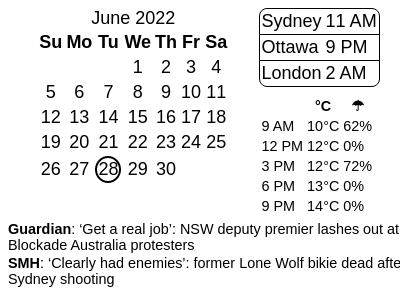 June 2022
Su Mo Tu We Th Fr Sa
1 2 3 4
5 6 7 8 9 10 11
12 13 14 15 16 17 18
19 20 21 22 23 24 25
26 27 28 29 30
Sydney 11 AM
Ottawa 9 PM
London 2 AM
°C ☂
9 AM 10°C 62%
12 PM 12°C 0%
3 PM 12°C 72%
6 PM 13°C 0%
9 PM 14°C 0%
Guardian: ‘Get a real job’: NSW deputy premier lashes out at
Blockade Australia protesters
SMH: ‘Clearly had enemies’: former Lone Wolf bikie dead afte
Sydney shooting